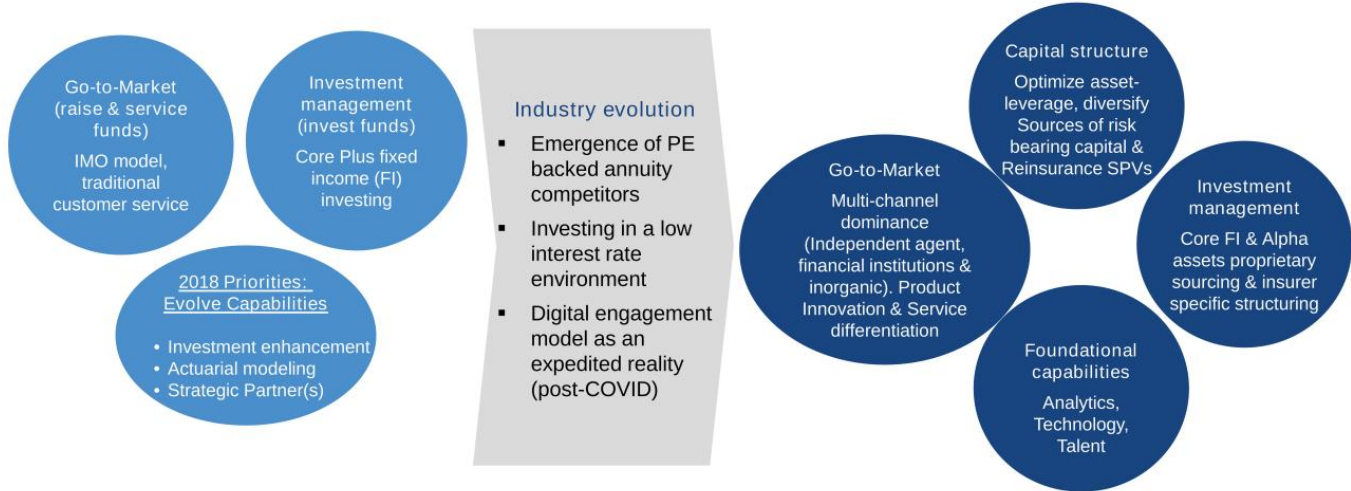 Go-to-Market
(raise & service
funds)
IMO model,
traditional
customer service
Investment
management
(invest funds)
Core Plus fixed
income (FI)
investing
2018 Priorities:
Evolve Capabilities
• Investment enhancement
• Actuarial modeling
• Strategic Partner(s)
Industry evolution
▪ Emergence of PE
backed annuity
competitors
▪ Investing in a low
interest rate
environment
▪ Digital engagement
model as an
expedited reality
(post-COVID)
Capital structure
Optimize asset-
leverage, diversify
Sources of risk
bearing capital &
Reinsurance SPVs
Go-to-Market
Multi-channel
dominance
(Independent agent,
financial institutions &
inorganic). Product
Innovation & Service
differentiation
Investment
management
Core FI & Alpha
assets proprietary
sourcing & insurer
specific structuring
Foundational
capabilities
Analytics,
Technology,
Talent